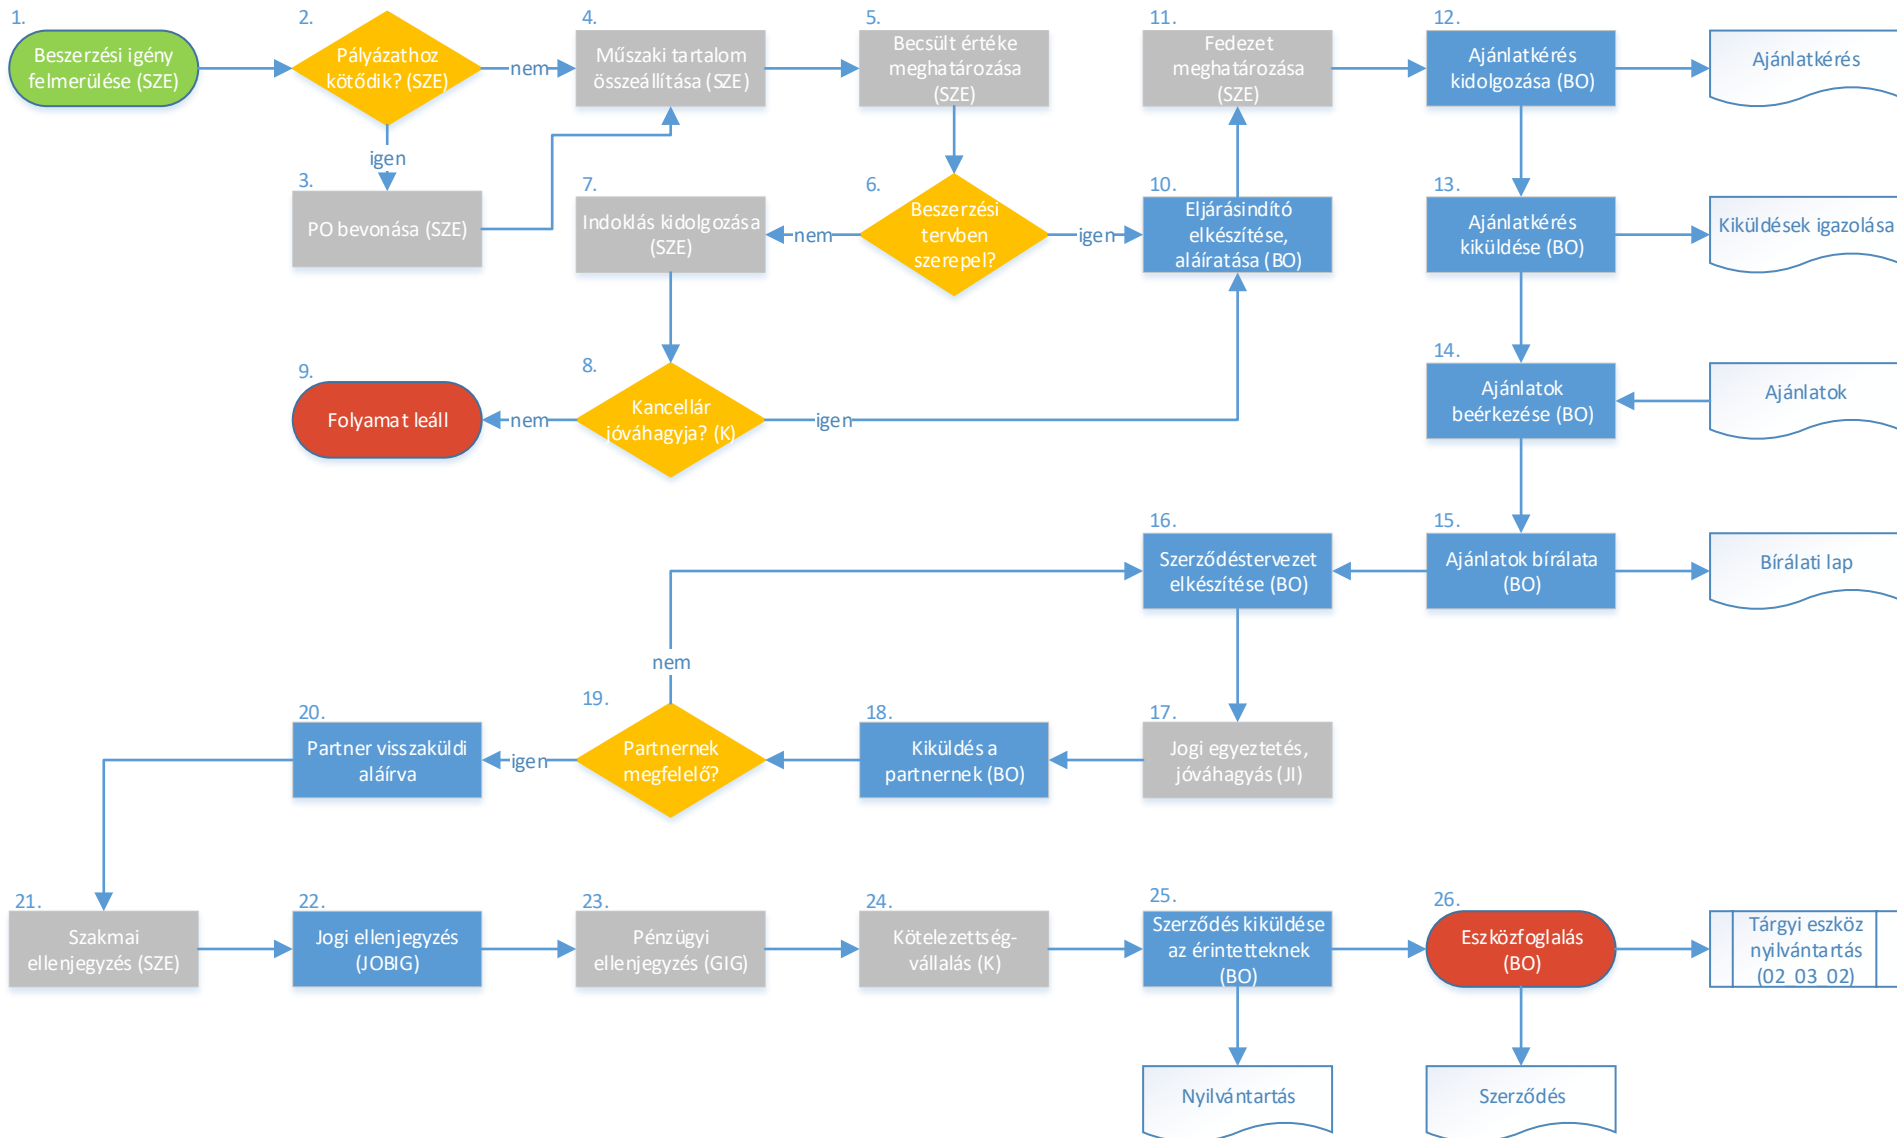 1.
Beszerzési igény
felmerülése (SZE)
2.
Pályázathoz
kötődik? (SZE)
nem
igen
3.
PO bevonása (SZE)
4.
Műszaki tartalom
összeállítása (SZE)
5.
Becsült értéke
meghatározása
(SZE)
6.
Beszerzési
tervben
szerepel?
nem
igen
7.
Indoklás kidolgozása
(SZE)
8.
Kancellár
jóváhagyja? (K)
nem
igen
9.
Folyamat leáll
10.
Eljárásindító
elkészítése,
aláíratása (BO)
11.
Fedezet
meghatározása
(SZE)
12.
Ajánlatkérés
kidolgozása (BO)
Ajánlatkérés
13.
Ajánlatkérés
kiküldése (BO)
Kiküldések igazolása
14.
Ajánlatok
beérkezése (BO)
Ajánlatok
15.
Ajánlatok bírálata
(BO)
Bírálati lap
16.
Szerződéstervezet
elkészítése (BO)
17.
Jogi egyeztetés,
jóváhagyás (JI)
18.
Kiküldés a
partnernek (BO)
19.
Partnernek
megfelelő?
nem
igen
20.
Partner visszaküldi
aláírva
21.
Szakmai
ellenjegyzés (SZE)
22.
Jogi ellenjegyzés
(JOBIG)
23.
Pénzügyi
ellenjegyzés (GIG)
24.
Kötelezettség-
vállalás (K)
25.
Szerződés kiküldése
az érintetteknek
(BO)
26.
Eszközfoglalás
(BO)
Tárgyi eszköz
nyilvántartás
(02_03_02)
Nyilvántartás
Szerződés